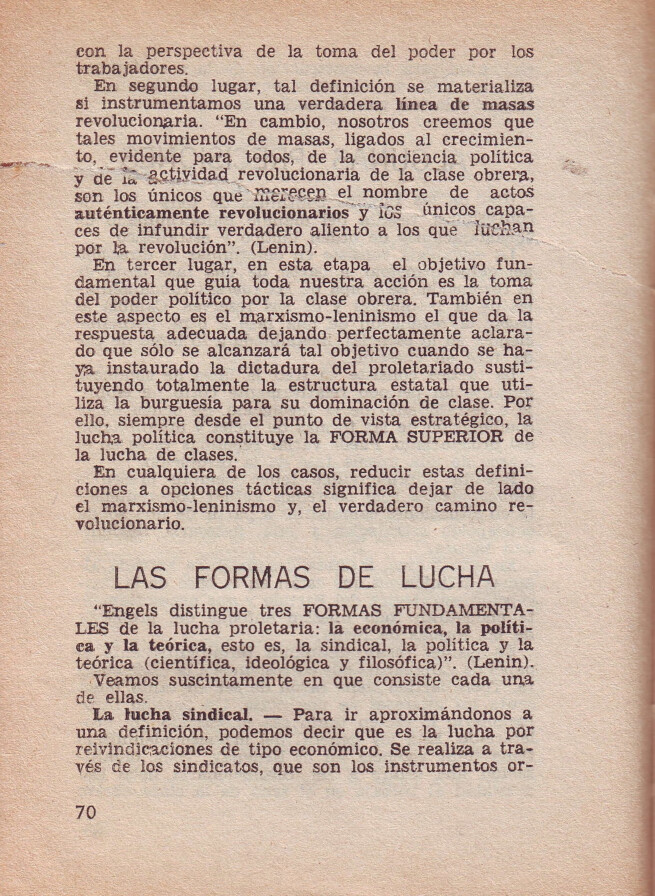 con la perspectiva de la toma del poder por los
trabajadores.
En segundo lugar, tal definición se materializa
si instrumentamos una verdadera línea de masas
revolucionaria. “En cambio, nosotros creemos que
tales movimientos de masas, ligados al crecimien-
to, evidente para todos, de la conciencia política
y de la actividad revolucionaria de la clase obrera,
son los únicos que merecen el nombre de actos
auténticamente revolucionarios y los únicos capa-
ces de infundir verdadero aliento a los que luchan
por la revolución”. (Lenin).
En tercer lugar, en esta etapa el objetivo fun-
damental que guía toda nuestra acción es la toma
del poder político por la clase obrera. También en
este aspecto es el marxismo-leninismo el que da la
respuesta adecuada dejando perfectamente aclara-
do que sólo se alcanzará tal objetivo cuando se ha-
ya instaurado la dictadura del proletariado susti-
tuyendo totalmente la estructura estatal que uti-
liza la burguesía para su dominación de clase. Por
ello, siempre desde el punto de vista estratégico, la
lucha política constituye la FORMA SUPERIOR de
la lucha de clases.
En cualquiera de los casos, reducir estas defini-
ciones a opciones tácticas significa dejar de lado
el marxismo-leninismo y, el verdadero camino re-
volucionario.
LAS FORMAS DE LUCHA
“Engels distingue tres FORMAS FUNDAMENTA-
LES de la lucha proletaria: la económica, la políti-
ca y la teórica, esto es, la sindical, la política y la
teórica (científica, ideológica y filosófica)”. (Lenin).
Veamos suscintamente en que consiste cada una
de ellas.
La lucha sindical. — Para ir aproximándonos a
una definición, podemos decir que es la lucha por
reivindicaciones de tipo económico. Se realiza a tra-
vés de los sindicatos, que son los instrumentos or-
70